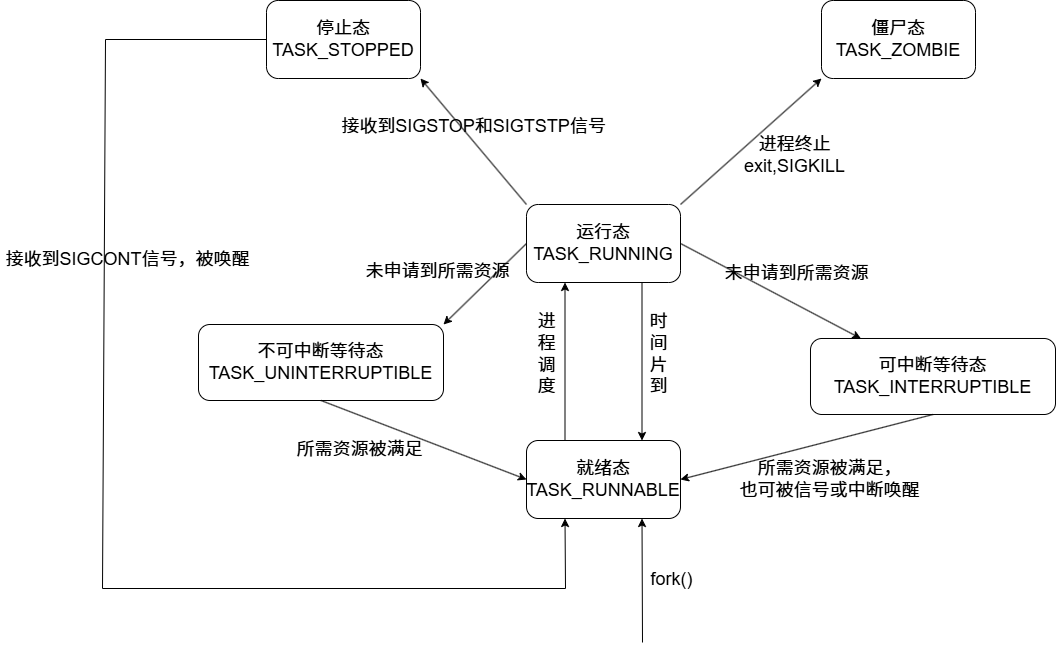 停止态
TASK_STOPPED
僵尸态
TASK_ZOMBIE
接收到SIGSTOP和SIGTSTP信号
进程终止
exit,SIGKILL
运行态
TASK_RUNNING
接收到SIGCONT信号，被唤醒
未申请到所需资源
未申请到所需资源
进程调度
时间片到
不可中断等待态
TASK_UNINTERRUPTIBLE
可中断等待态
TASK_INTERRUPTIBLE
所需资源被满足
就绪态
TASK_RUNNABLE
所需资源被满足，
也可被信号或中断唤醒
fork()